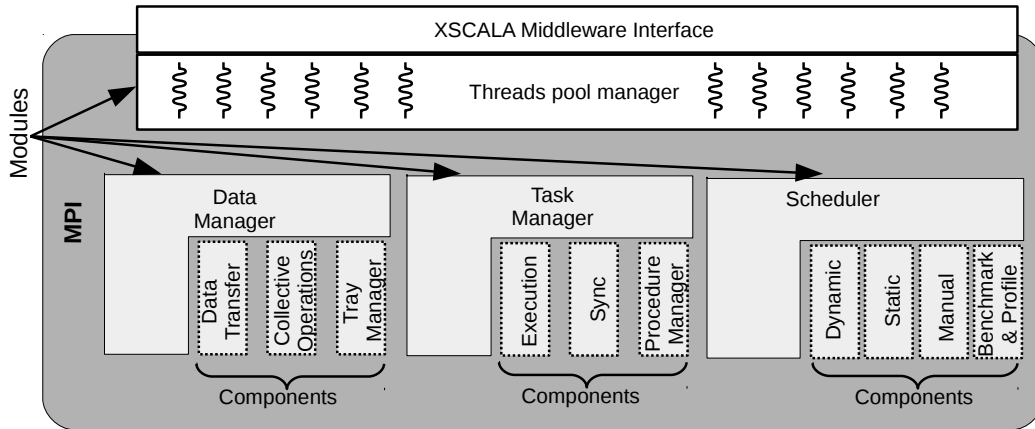 XSCALA Middleware Interface
Threads pool manager
Modules
MPI
Data
Manager
Data
Transfer
Collective
Operations
Tray
Manager
Components
Task
Manager
Execution
Sync
Procedure
Manager
Components
Scheduler
Dynamic
Static
Manual
Benchmark
& Profile
Components